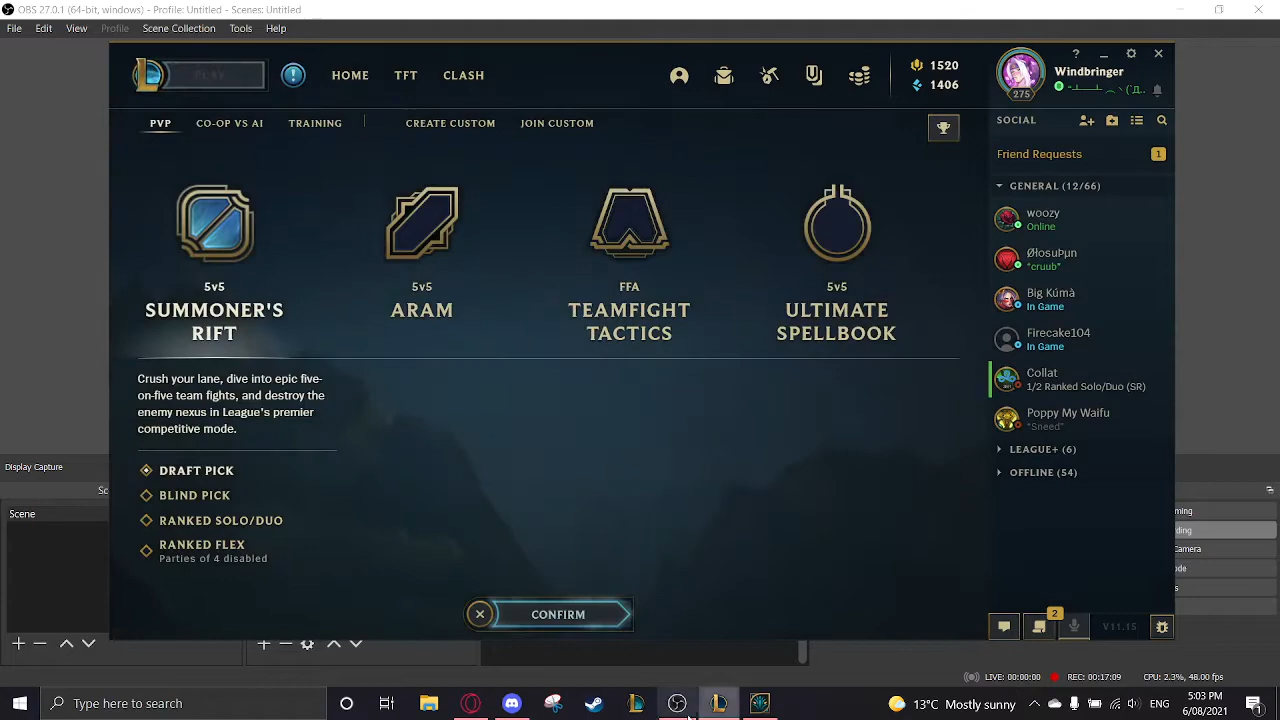 OBS 27.0.1 (64-bit, windows) - Profile: Untitled - Scenes: Untitled
File Edit View Dock Profile Scene Collection Tools Help
PLAY
HOME TFT CLASH
1520
1406
275
Windbringer
PVP CO-OP VS AI TRAINING CREATE CUSTOM JOIN CUSTOM
5v5
SUMMONER'S
RIFT
5v5
ARAM
FFA
TEAMFIGHT
TACTICS
5v5
ULTIMATE
SPELLBOOK
Crush your lane, dive into epic five-
on-five team fights, and destroy the
enemy nexus in League's premier
competitive mode.
DRAFT PICK
BLIND PICK
RANKED SOLO/DUO
RANKED FLEX
Parties of 4 disabled
CONFIRM
SOCIAL
Friend Requests 1
GENERAL (12/66)
woozy
Online
ØłosuÞµn
*cruub*
Big Kúmà
In Game
Firecake104
In Game
Collat
1/2 Ranked Solo/Duo (SR)
Poppy My Waifu
*Sneed*
LEAGUE+ (6)
OFFLINE (54)
2
V11.15
Display Capture
Sc
Scene
ming
ding
Camera
ode
s
LIVE: 00:00:00 REC: 00:17:09 CPU: 2.3%, 48.00 fps
Type here to search
13°C Mostly sunny
5:03 PM
6/08/2021
1